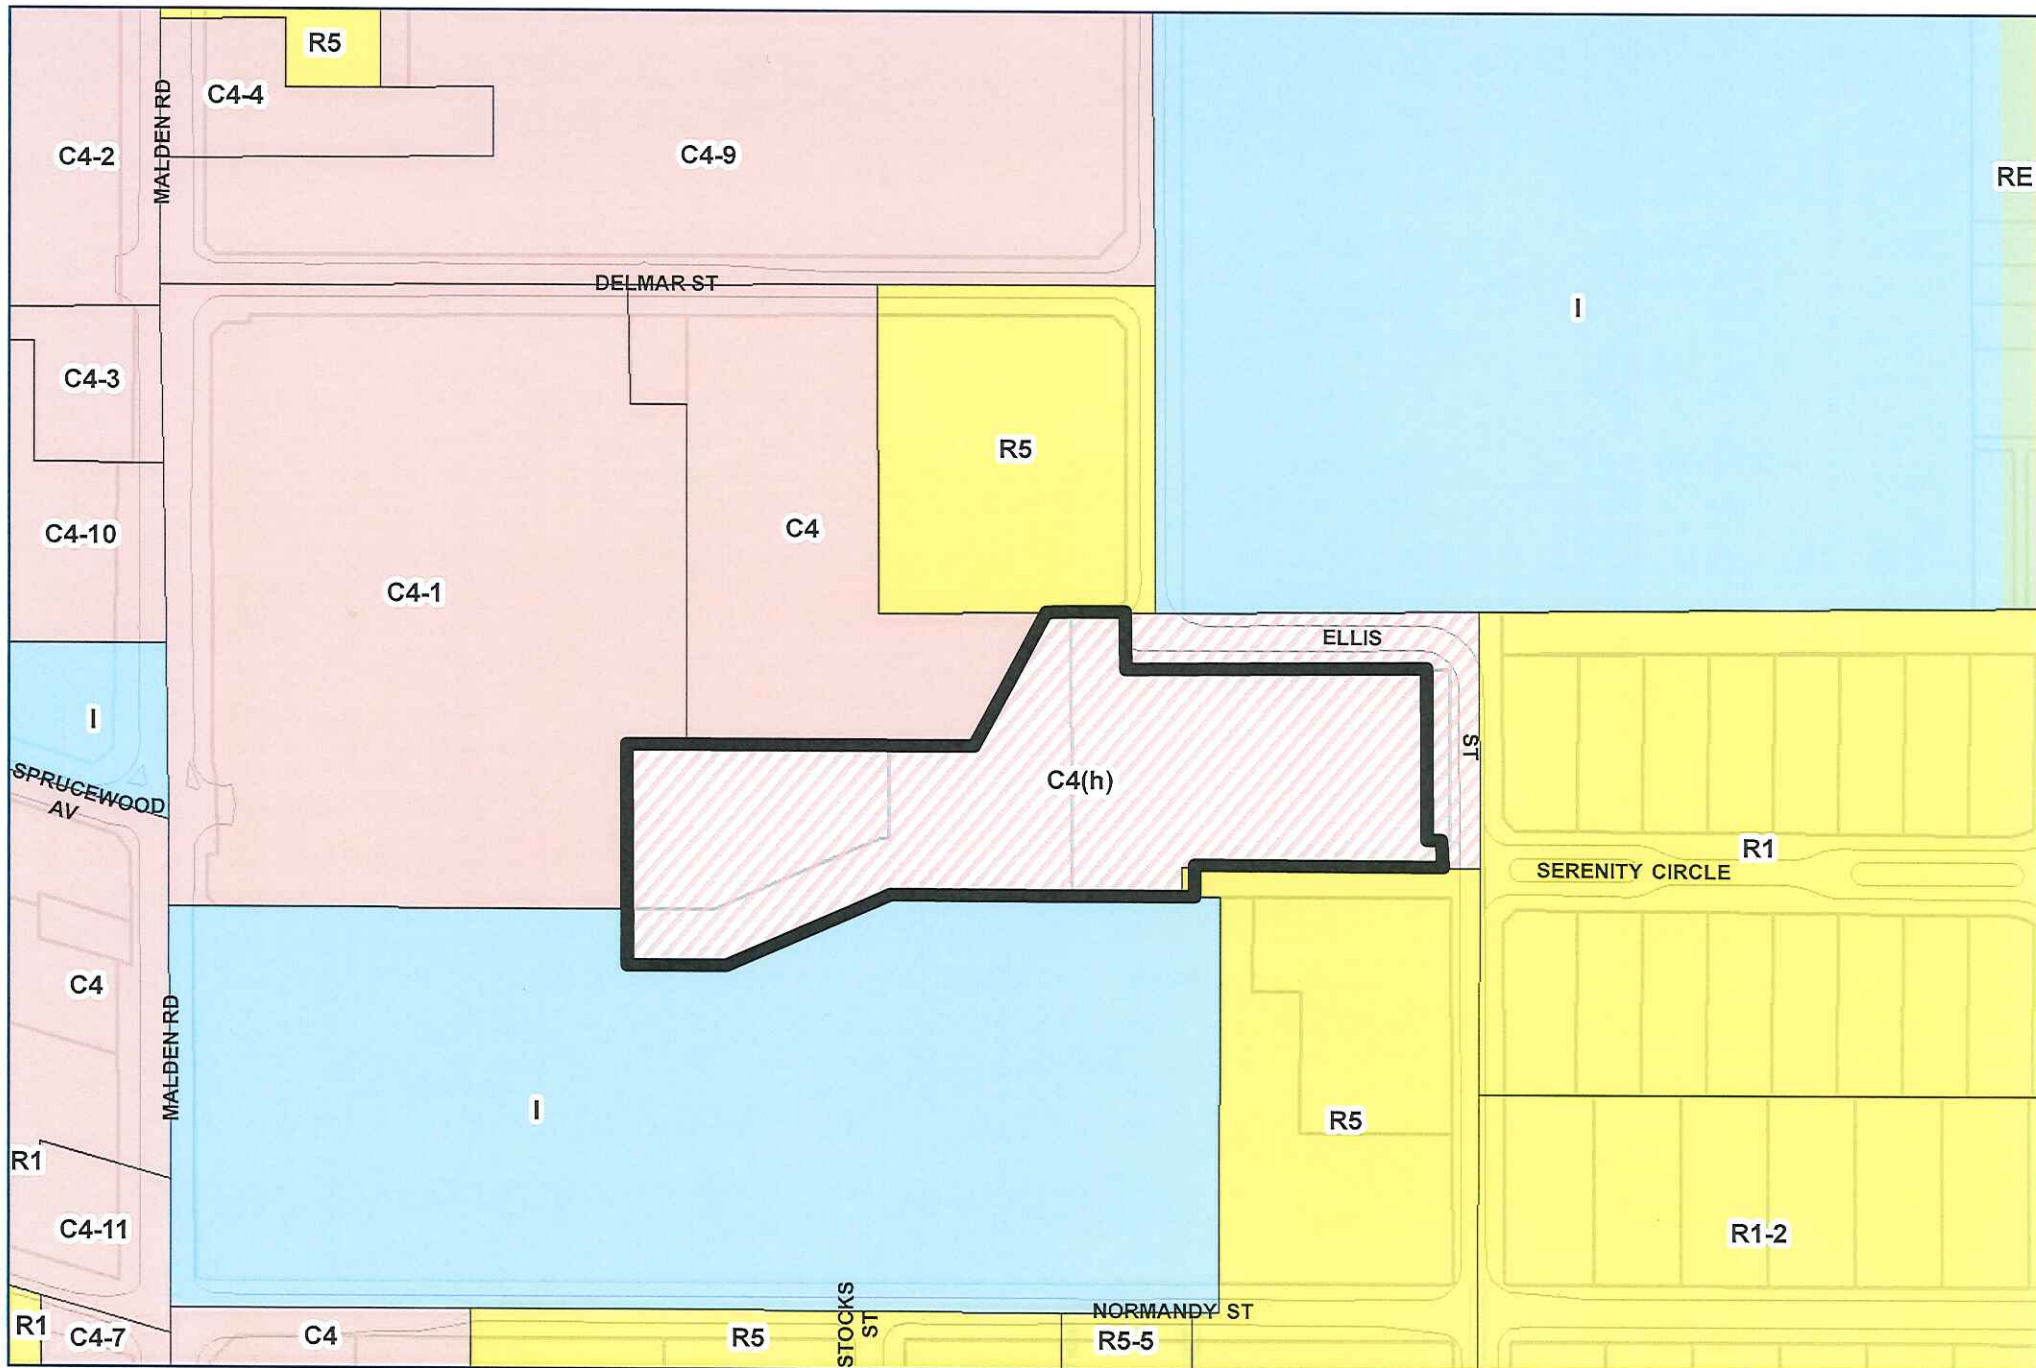 R5
C4-4
MALDEN RD
C4-2
C4-9
RE
DELMAR ST
I
C4-3
R5
C4-10
C4
C4-1
ELLIS
ST
I
SPRUCEWOOD
AV
C4(h)
R1
SERENITY CIRCLE
C4
MALDEN RD
I
R5
R1
C4-11
R1-2
STOCKS
ST
NORMANDY ST
R1
C4-7
C4
R5
R5-5